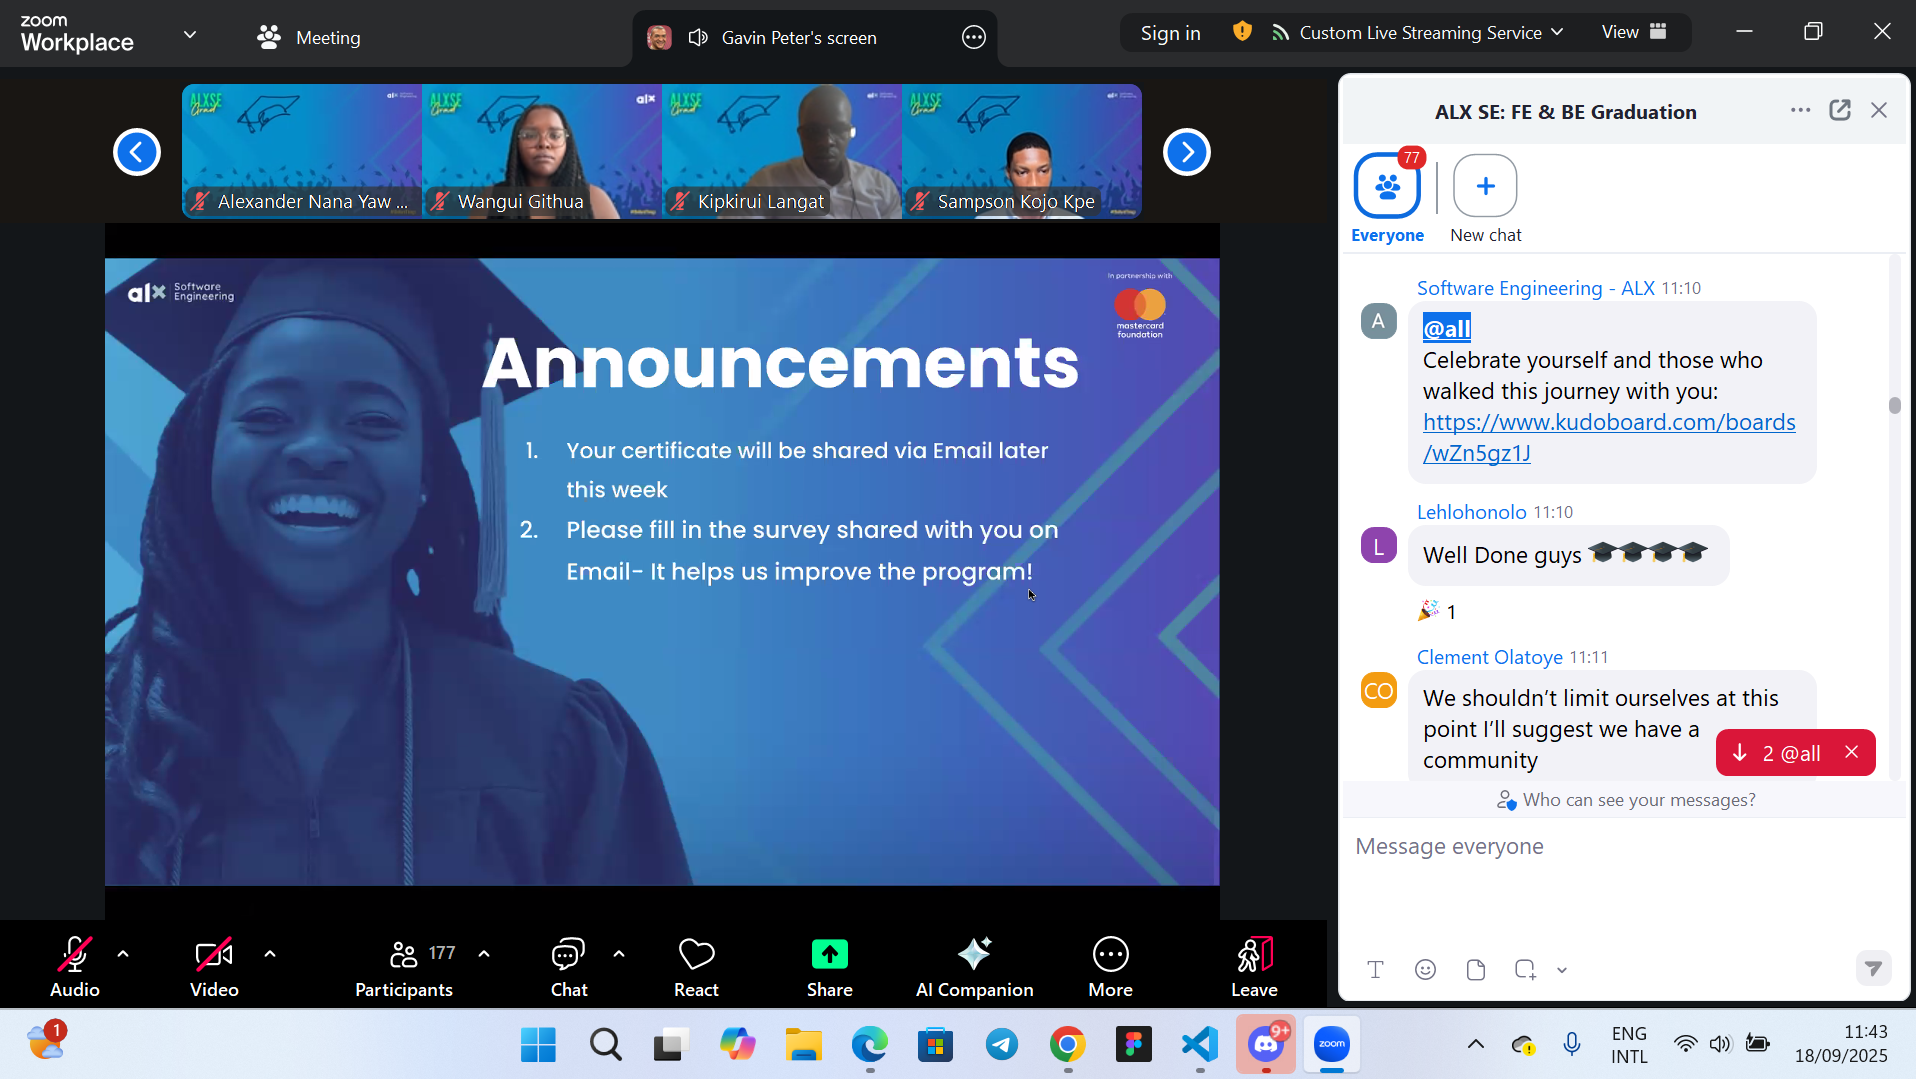 zoom
Workplace
Meeting
Gavin Peter's screen
Sign in
Custom Live Streaming Service
View
ALXSE
Grad
ALXSE
Grad
alx
ALXSE
Grad
ALXSE
Grad
Alexander Nana Yaw ...
Wangui Githua
Kipkirui Langat
Sampson Kojo Kpe
alx Software
Engineering
In partnership with
mastercard
foundation
Announcements
1. Your certificate will be shared via Email later
this week
2. Please fill in the survey shared with you on
Email- It helps us improve the program!
ALX SE: FE & BE Graduation
77
Everyone
New chat
Software Engineering - ALX 11:10
A
@all
Celebrate yourself and those who
walked this journey with you:
https://www.kudoboard.com/boards
/wZn5gz1J
Lehlohonolo 11:10
L
Well Done guys 🎓🎓🎓🎓
🎉 1
Clement Olatoye 11:11
CO
We shouldn’t limit ourselves at this
point I’ll suggest we have a
community
2 @all
Who can see your messages?
Message everyone
177
Audio
Video
Participants
Chat
React
Share
AI Companion
More
Leave
1
9+
zoom
ENG
INTL
11:43
18/09/2025